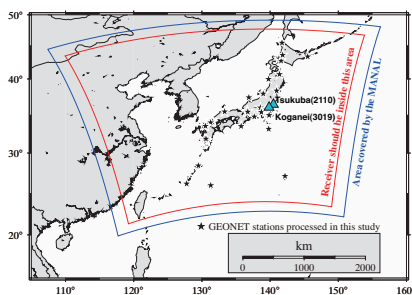 50°
40°
30°
20°
Tsukuba(2110)
Koganei(3019)
Receiver should be inside this area
Area covered by the MANAL
★ GEONET stations processed in this study
km
0 1000 2000
110° 120° 130° 140° 150° 160°